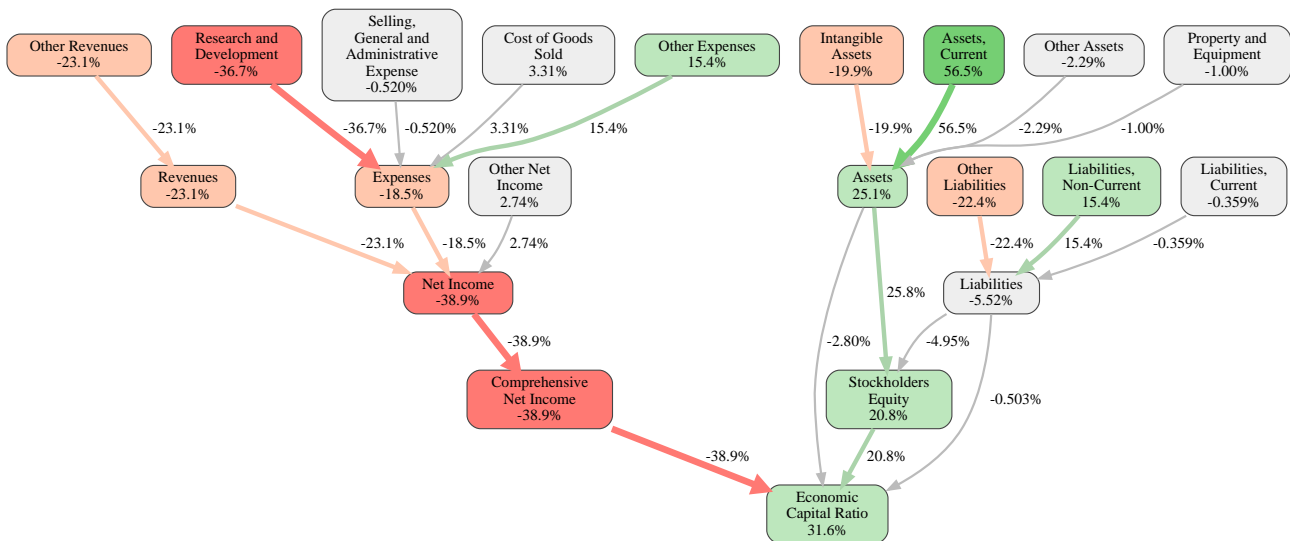 Other Revenues
-23.1%
Research and
Development
-36.7%
Selling,
General and
Administrative
Expense
-0.520%
Cost of Goods
Sold
3.31%
Other Expenses
15.4%
Intangible
Assets
-19.9%
Assets,
Current
56.5%
Other Assets
-2.29%
Property and
Equipment
-1.00%
-23.1%
-36.7%
-0.520%
3.31%
15.4%
-19.9%
56.5%
-2.29%
-1.00%
Revenues
-23.1%
Expenses
-18.5%
Other Net
Income
2.74%
Assets
25.1%
Other
Liabilities
-22.4%
Liabilities,
Non-Current
15.4%
Liabilities,
Current
-0.359%
-23.1%
-18.5%
2.74%
-22.4%
15.4%
-0.359%
Net Income
-38.9%
25.8%
Liabilities
-5.52%
-38.9%
-2.80%
-4.95%
Comprehensive
Net Income
-38.9%
Stockholders
Equity
20.8%
-0.503%
-38.9%
20.8%
Economic
Capital Ratio
31.6%